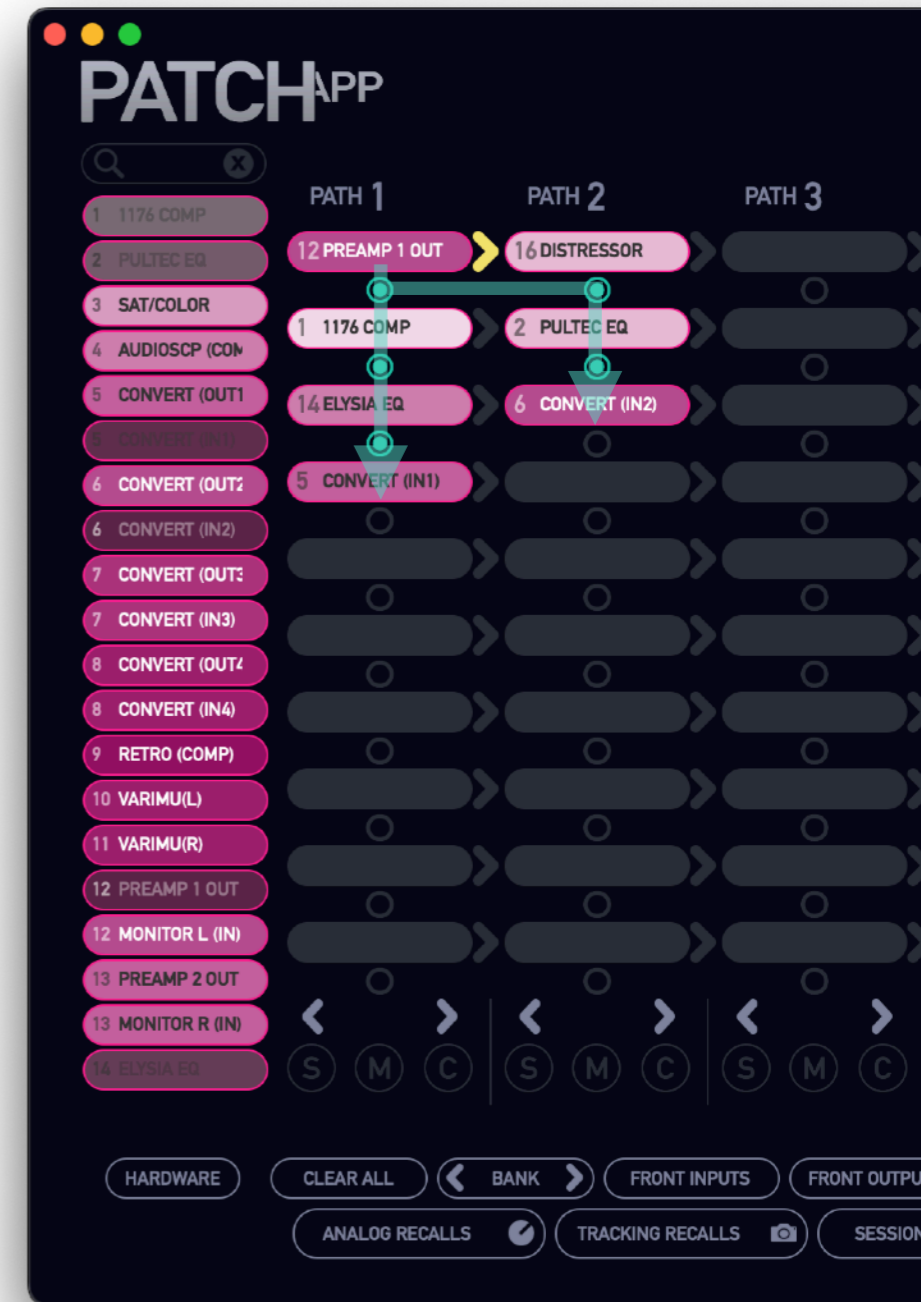 PATCH APP
PATH 1
PATH 2
PATH 3
1 1176 COMP
2 PULTEC EQ
3 SAT/COLOR
4 AUDIOSCP (COM
5 CONVERT (OUT1
5 CONVERT (IN1)
6 CONVERT (OUT2
6 CONVERT (IN2)
7 CONVERT (OUT3
7 CONVERT (IN3)
8 CONVERT (OUT4
8 CONVERT (IN4)
9 RETRO (COMP)
10 VARIMU(L)
11 VARIMU(R)
12 PREAMP 1 OUT
12 MONITOR L (IN)
13 PREAMP 2 OUT
13 MONITOR R (IN)
14 ELYSIA EQ
12 PREAMP 1 OUT
1 1176 COMP
14 ELYSIA EQ
5 CONVERT (IN1)
16 DISTRESSOR
2 PULTEC EQ
6 CONVERT (IN2)
S M C
S M C
S M C
HARDWARE
CLEAR ALL
BANK
FRONT INPUTS
FRONT OUTPU
ANALOG RECALLS
TRACKING RECALLS
SESSION